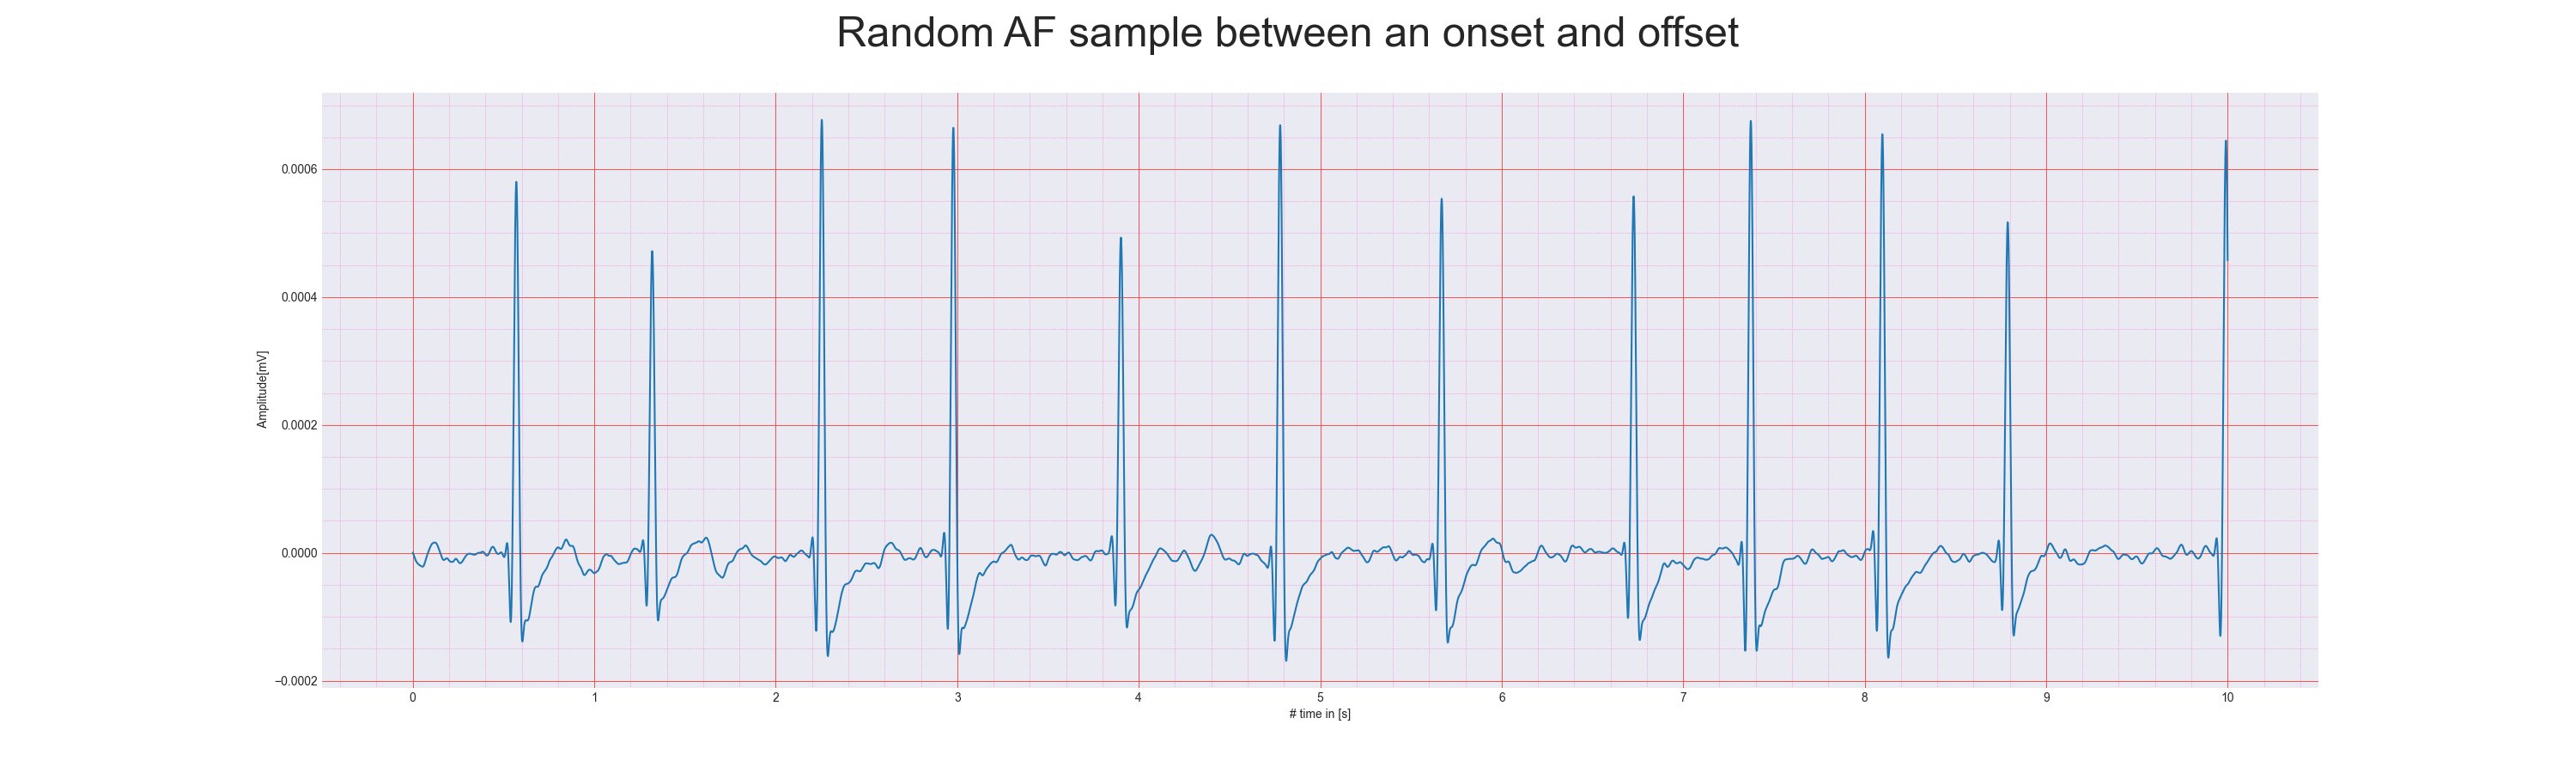 Random AF sample between an onset and offset
0.0006
0.0004
0.0002
0.0000
−0.0002
Amplitude[mV]
0 1 2 3 4 5 6 7 8 9 10
# time in [s]